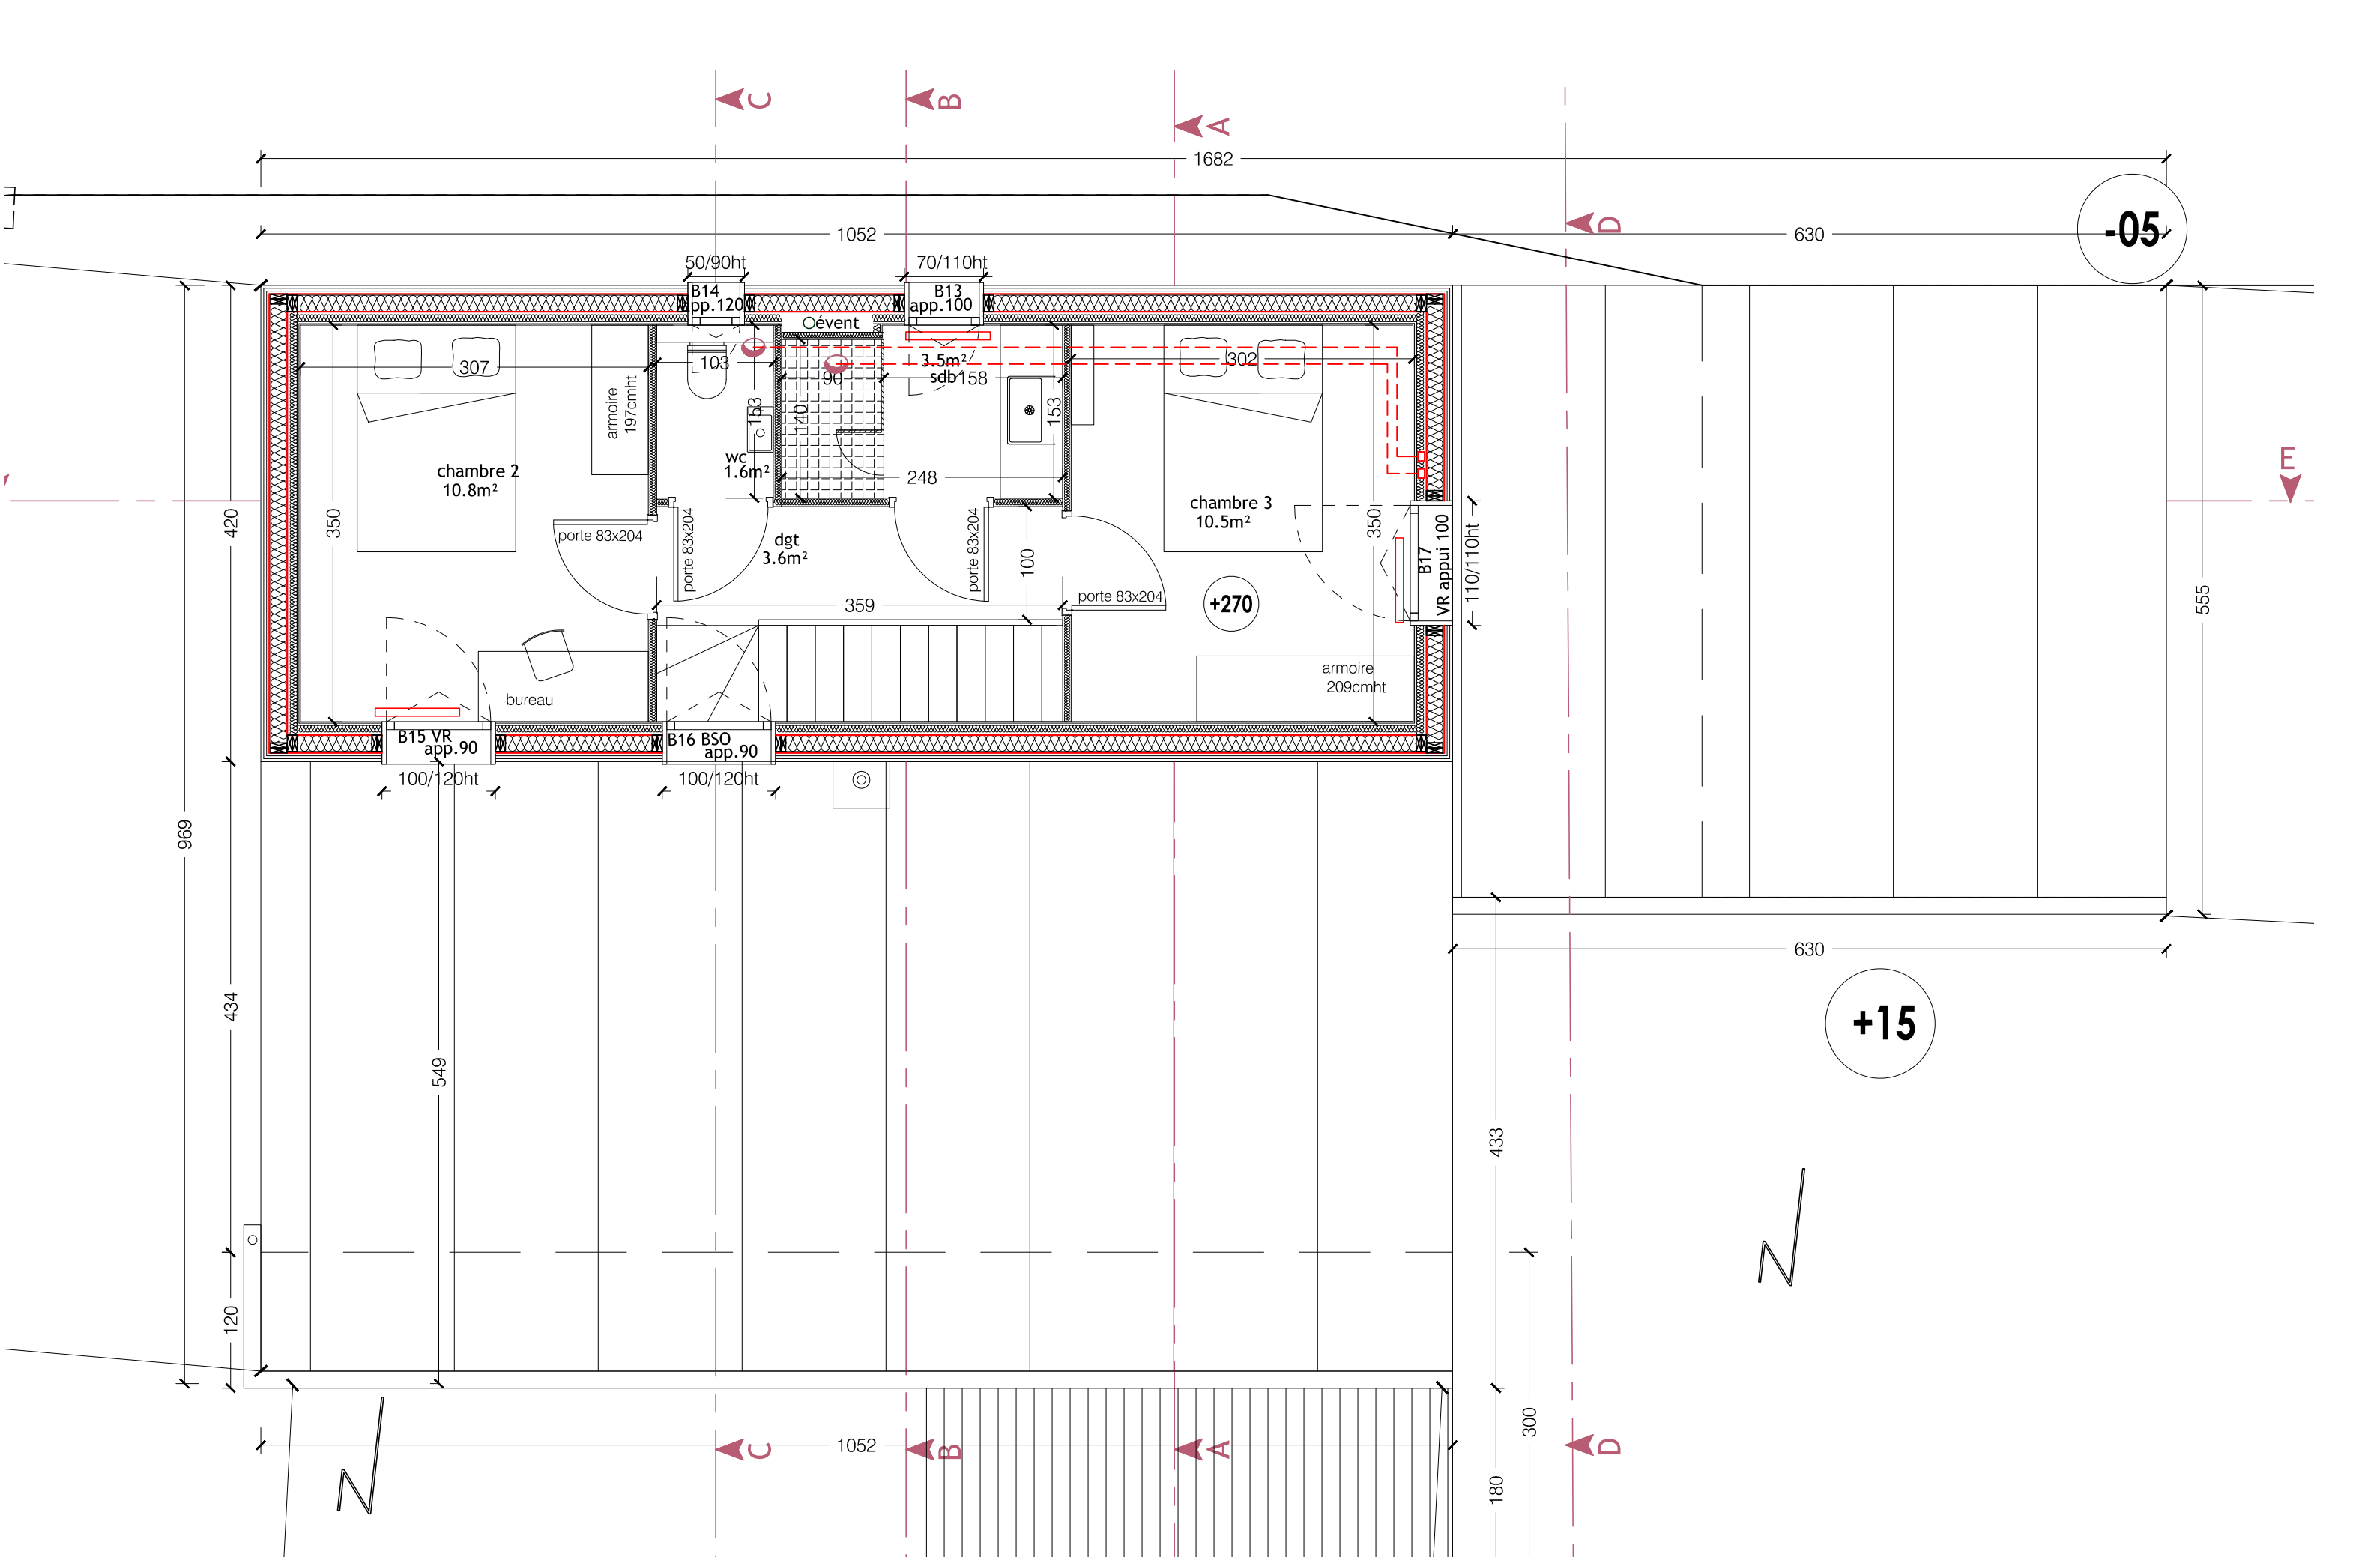 C
B
A
1682
D
-05
1052
630
50/90ht
70/110ht
B14
pp.120
B13
app.100
évent
307
103
90
3.5m²
sdb
158
302
armoire
197cmht
153
140
153
E
chambre 2
10.8m²
wc
1.6m²
248
chambre 3
10.5m²
420
350
porte 83x204
porte 83x204
dgt
3.6m²
porte 83x204
100
350
B17
VR appui 100
110/110ht
555
359
porte 83x204
+270
bureau
armoire
209cmht
B15 VR
app.90
B16 BSO
app.90
100/120ht
100/120ht
969
630
434
+15
549
433
120
300
1052
C
B
A
D
180